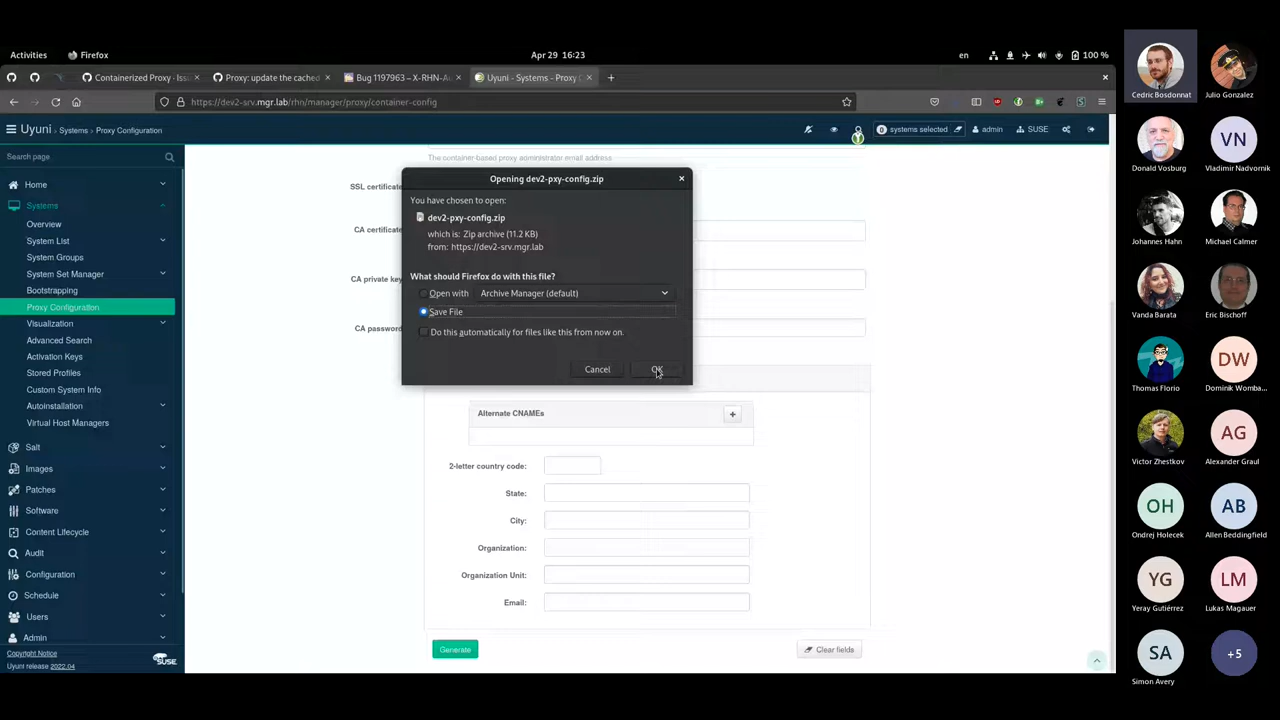 Activities
Firefox
Apr 29 16:23
en
100 %
Containerized Proxy · Iss
Proxy: update the cached
Bug 1197963 – X-RHN-Au
Uyuni - Systems - Proxy C
https://dev2-srv.mgr.lab/rhn/manager/proxy/container-config
Uyuni > Systems > Proxy Configuration
0 systems selected
admin
SUSE
Search page
Home
Systems
Overview
System List
System Groups
System Set Manager
Bootstrapping
Proxy Configuration
Visualization
Advanced Search
Activation Keys
Stored Profiles
Custom System Info
Autoinstallation
Virtual Host Managers
Salt
Images
Patches
Software
Content Lifecycle
Audit
Configuration
Schedule
Users
Admin
Copyright Notice
Uyuni release 2022.04
SUSE
The container-based proxy administrator email address
SSL certificate
CA certificate
CA private key
CA password
Opening dev2-pxy-config.zip
You have chosen to open:
dev2-pxy-config.zip
which is: Zip archive (11.2 KB)
from: https://dev2-srv.mgr.lab
What should Firefox do with this file?
Open with
Archive Manager (default)
Save File
Do this automatically for files like this from now on.
Cancel
OK
Alternate CNAMEs
+
2-letter country code:
State:
City:
Organization:
Organization Unit:
Email:
Generate
Clear fields
Cedric Bosdonnat
Julio Gonzalez
Donald Vosburg
VN
Vladimir Nadvornik
Johannes Hahn
Michael Calmer
Vanda Barata
Eric Bischoff
Thomas Florio
DW
Dominik Womba...
Victor Zhestkov
AG
Alexander Graul
OH
Ondrej Holecek
AB
Allen Beddingfield
YG
Yeray Gutiérrez
LM
Lukas Magauer
SA
Simon Avery
+5